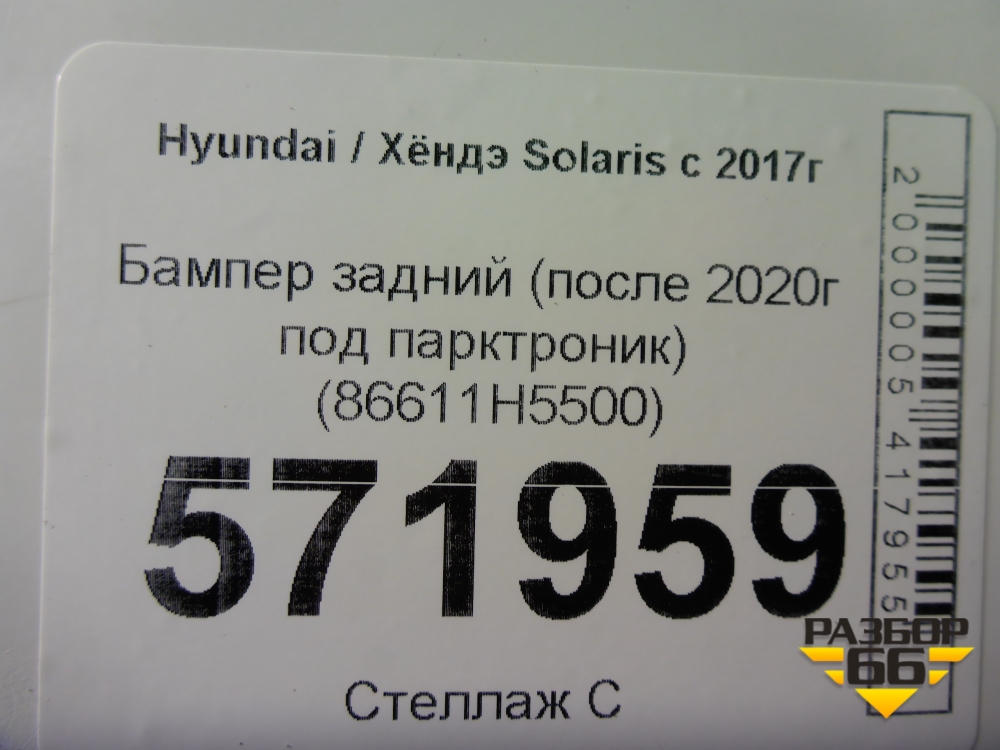 Hyundai / Хёндэ Solaris с 2017г
Бампер задний (после 2020г
под парктроник)
(86611H5500)
571959
Стеллаж С
2000005417955
РАЗБОР
66